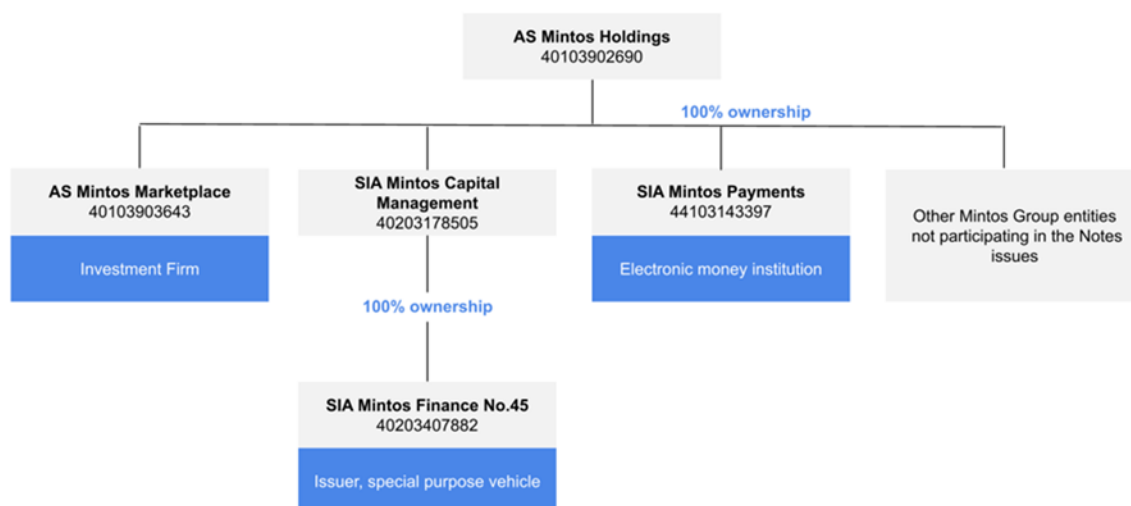 AS Mintos Holdings
40103902690
100% ownership
AS Mintos Marketplace
40103903643
Investment Firm
SIA Mintos Capital
Management
40203178505
SIA Mintos Payments
44103143397
Electronic money institution
Other Mintos Group entities
not participating in the Notes
issues
100% ownership
SIA Mintos Finance No.45
40203407882
Issuer, special purpose vehicle